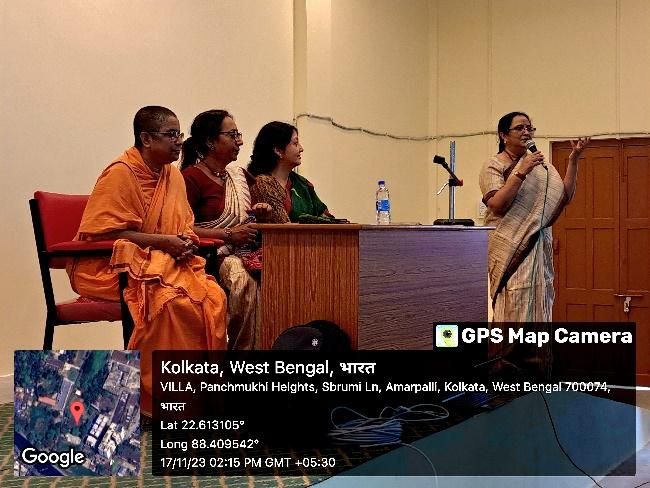 GPS Map Camera
Kolkata, West Bengal, भारत
VILLA, Panchmukhi Heights, Sbrumi Ln, Amarpalli, Kolkata, West Bengal 700074,
भारत
Lat 22.613105°
Long 88.409542°
17/11/23 02:15 PM GMT +05:30
Google